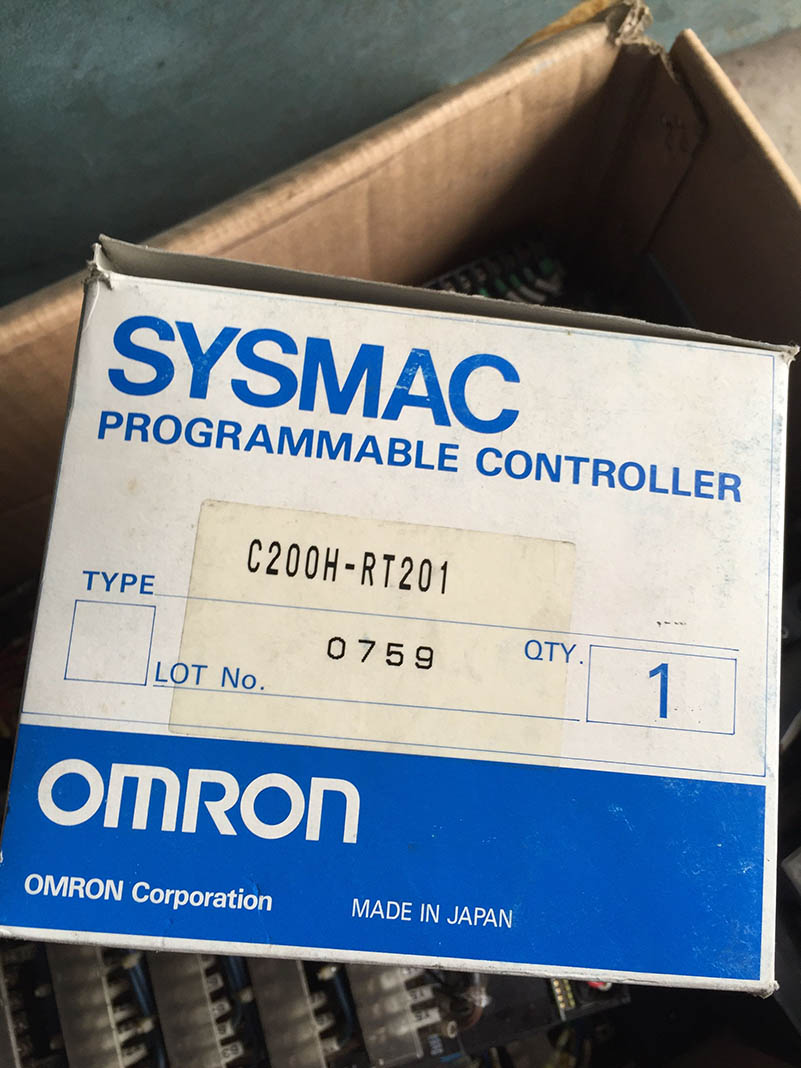 SYSMAC
PROGRAMMABLE CONTROLLER
C200H-RT201
TYPE
0759
QTY.
1
LOT No.
OMRON
OMRON Corporation
MADE IN JAPAN